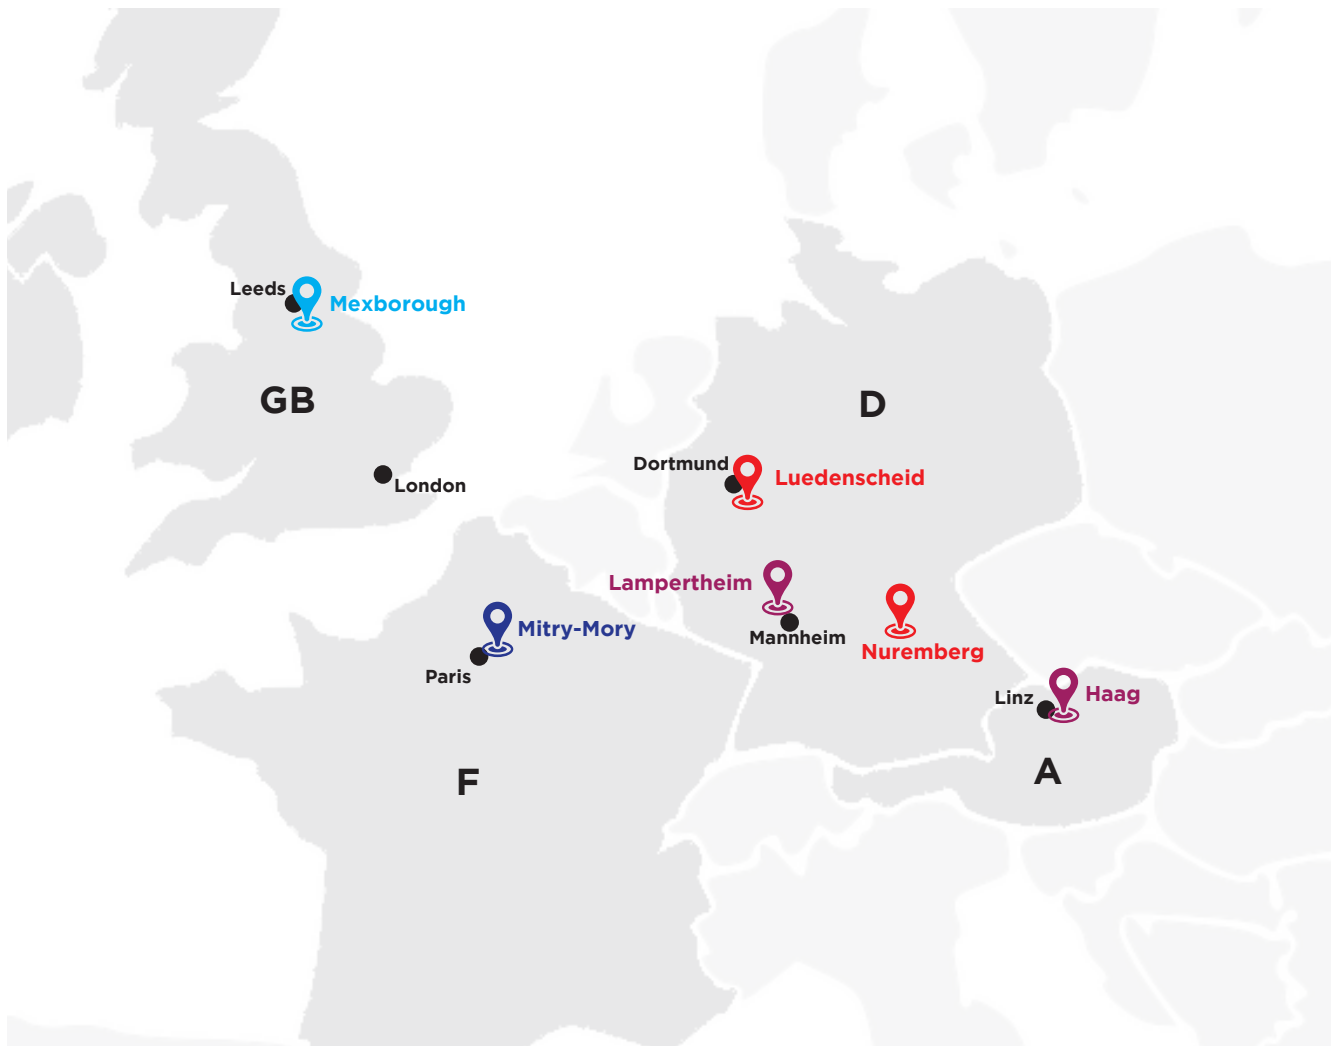 Leeds
Mexborough
GB
D
London
Dortmund
Luedenscheid
Lampertheim
Mannheim
Nuremberg
Mitry-Mory
Paris
Linz
Haag
F
A